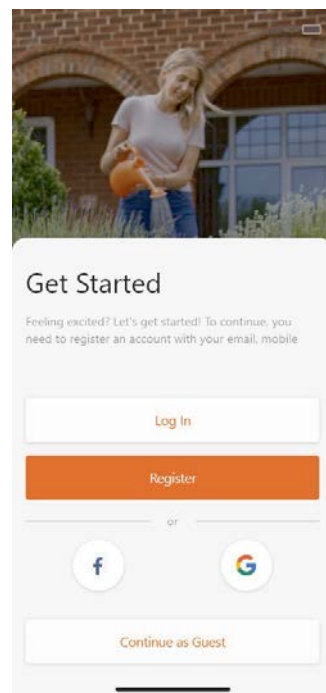 Get Started
Feeling excited? Let's get started! To continue, you
need to register an account with your email, mobile
Log In
Register
or
f
G
Continue as Guest